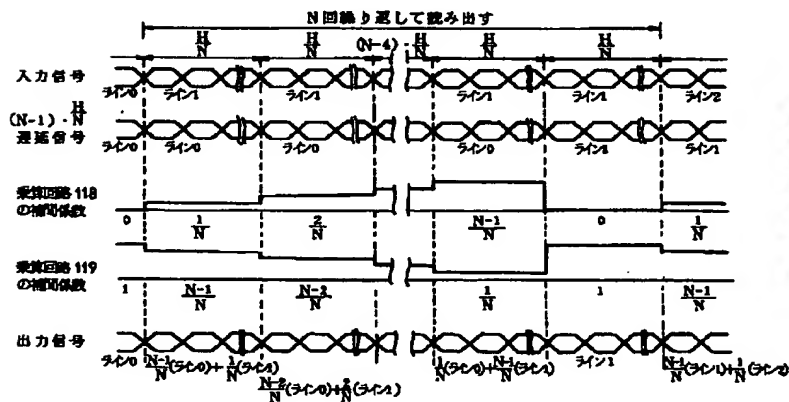 N回繰り返して読み出す
H/N H/N (N-4)・H/N H/N H/N
入力信号
ライン0 ライン1 ライン1 ライン1 ライン1 ライン2
(N-1)・H/N
遅延信号
ライン0 ライン0 ライン0 ライン0 ライン1 ライン1
乗算回路118
の補間係数
0 1/N 2/N N-1/N 0 1/N
乗算回路119
の補間係数
1 N-1/N N-2/N 1/N 1 N-1/N
出力信号
ライン0 N-1/N(ライン0)+1/N(ライン1) 1/N(ライン0)+N-1/N(ライン1) ライン1 N-1/N(ライン1)+1/N(ライン2)
N-2/N(ライン0)+2/N(ライン1)